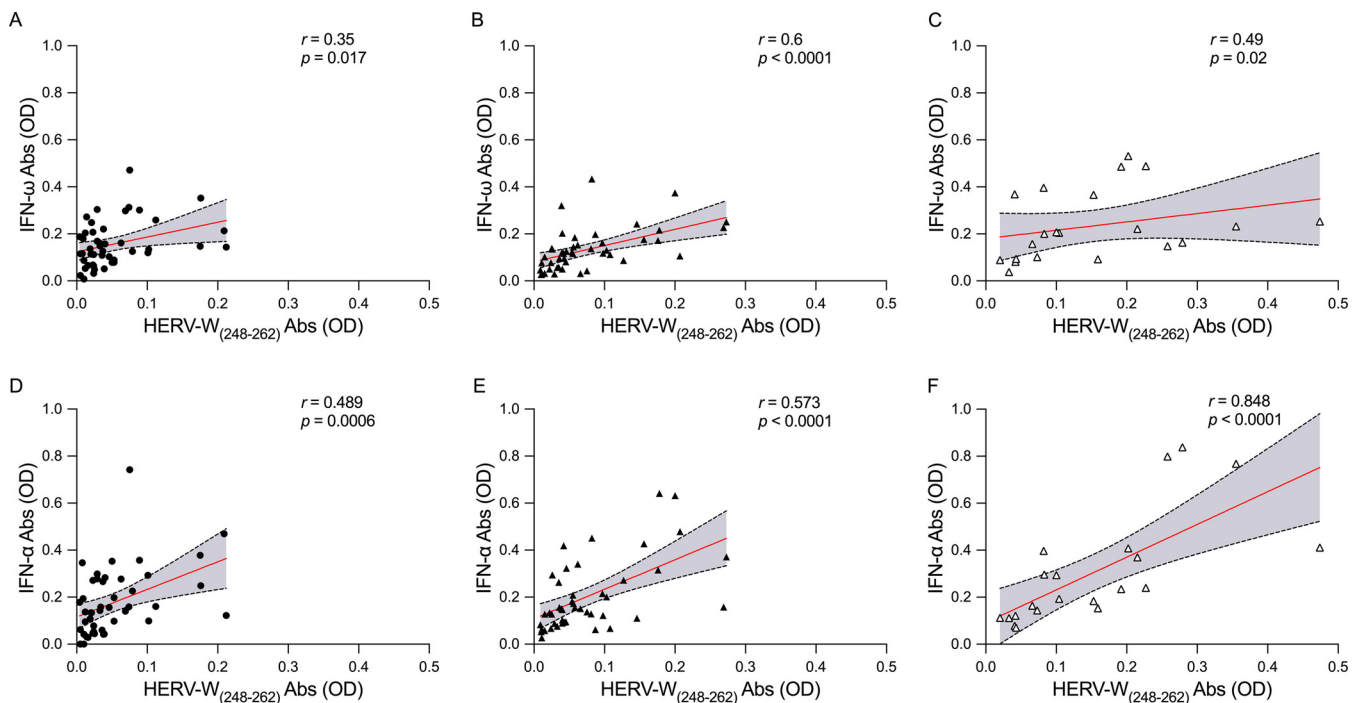 A
r = 0.35
p = 0.017
IFN-ω Abs (OD)
1.0
0.8
0.6
0.4
0.2
0.0
0.0 0.1 0.2 0.3 0.4 0.5
HERV-W(248-262) Abs (OD)
B
r = 0.6
p < 0.0001
IFN-ω Abs (OD)
1.0
0.8
0.6
0.4
0.2
0.0
0.0 0.1 0.2 0.3 0.4 0.5
HERV-W(248-262) Abs (OD)
C
r = 0.49
p = 0.02
IFN-ω Abs (OD)
1.0
0.8
0.6
0.4
0.2
0.0
0.0 0.1 0.2 0.3 0.4 0.5
HERV-W(248-262) Abs (OD)
D
r = 0.489
p = 0.0006
IFN-α Abs (OD)
1.0
0.8
0.6
0.4
0.2
0.0
0.0 0.1 0.2 0.3 0.4 0.5
HERV-W(248-262) Abs (OD)
E
r = 0.573
p < 0.0001
IFN-α Abs (OD)
1.0
0.8
0.6
0.4
0.2
0.0
0.0 0.1 0.2 0.3 0.4 0.5
HERV-W(248-262) Abs (OD)
F
r = 0.848
p < 0.0001
IFN-α Abs (OD)
1.0
0.8
0.6
0.4
0.2
0.0
0.0 0.1 0.2 0.3 0.4 0.5
HERV-W(248-262) Abs (OD)